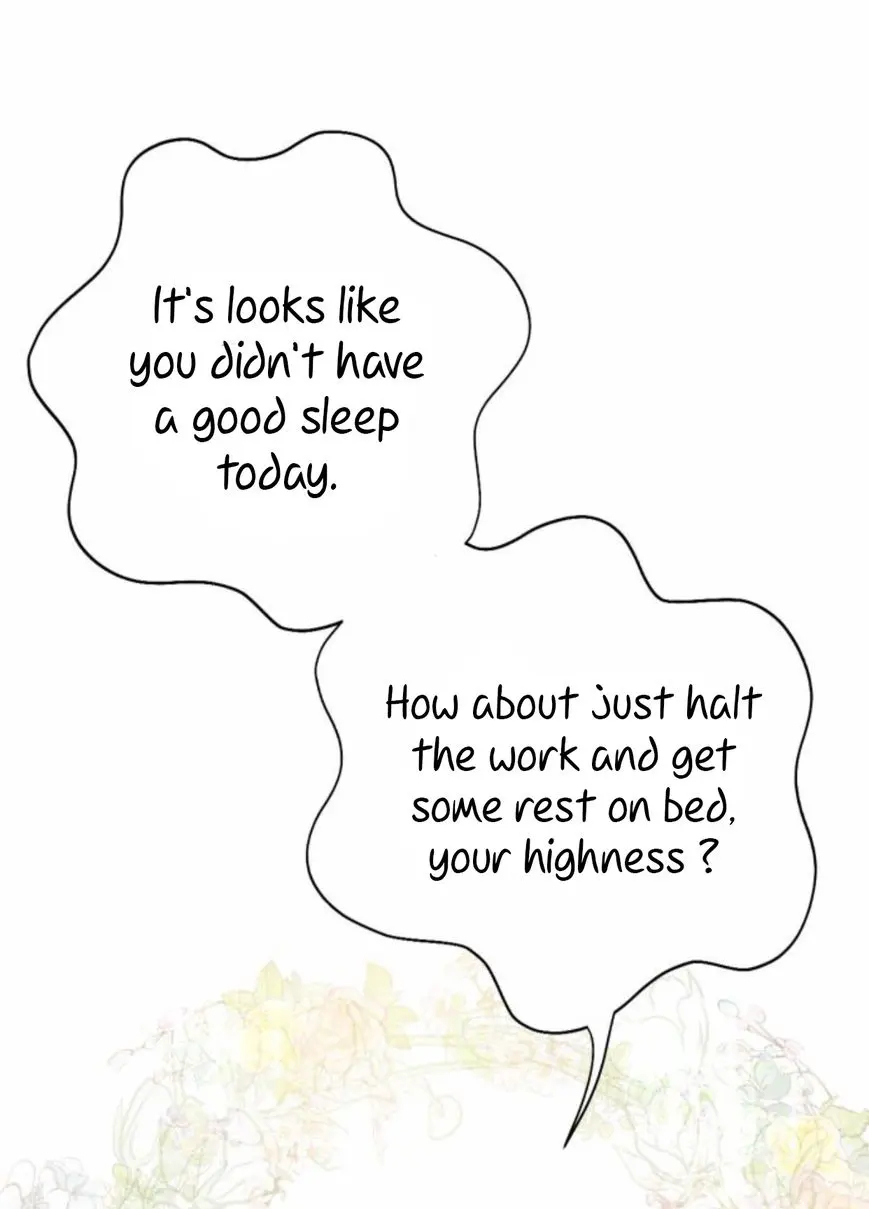 It's looks like
you didn't have
a good sleep
today.
How about just halt
the work and get
some rest on bed,
your highness ?